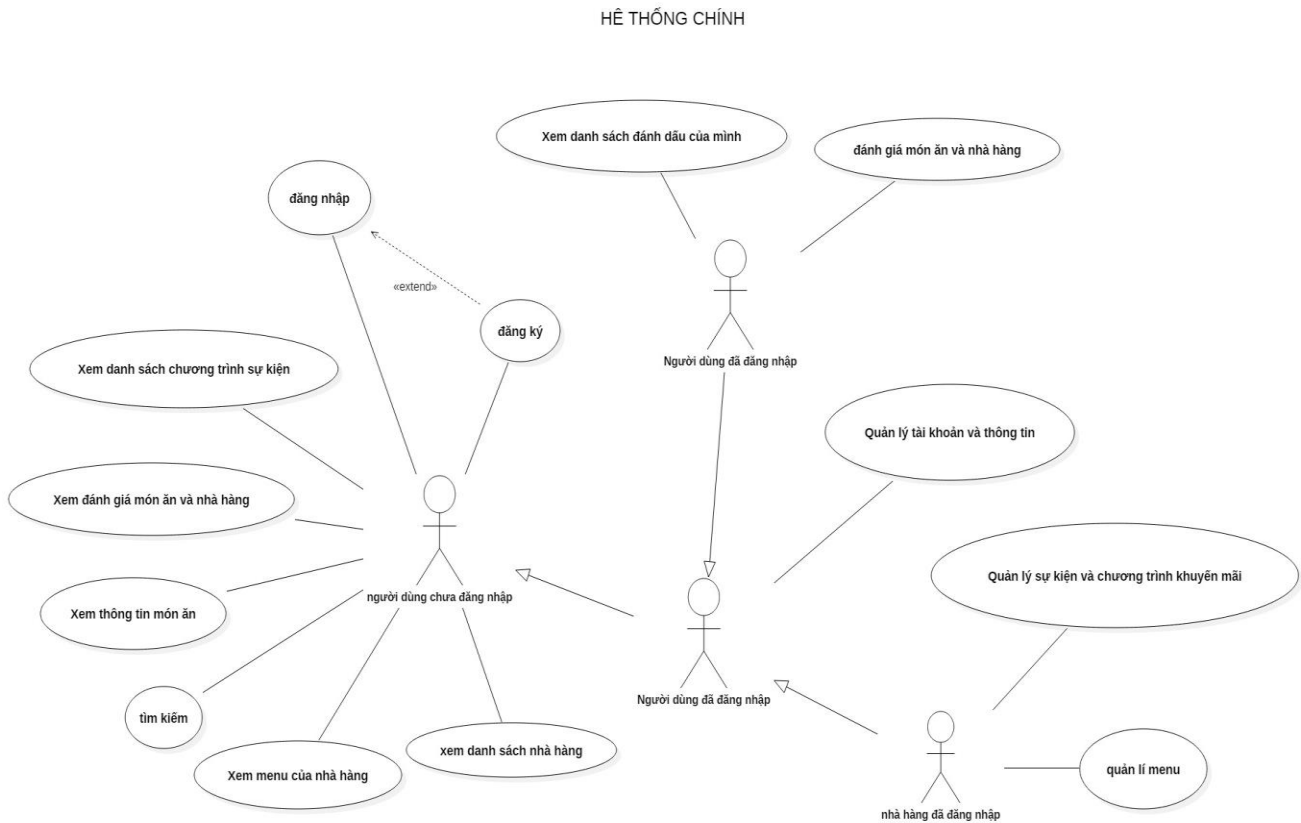 HÊ THỐNG CHÍNH
Xem danh sách đánh dấu của mình
đánh giá món ăn và nhà hàng
đăng nhập
«extend»
đăng ký
Người dùng đã đăng nhập
Xem danh sách chương trình sự kiện
Quản lý tài khoản và thông tin
Xem đánh giá món ăn và nhà hàng
Quản lý sự kiện và chương trình khuyến mãi
người dùng chưa đăng nhập
Xem thông tin món ăn
Người dùng đã đăng nhập
tìm kiếm
xem danh sách nhà hàng
Xem menu của nhà hàng
quản lí menu
nhà hàng đã đăng nhập